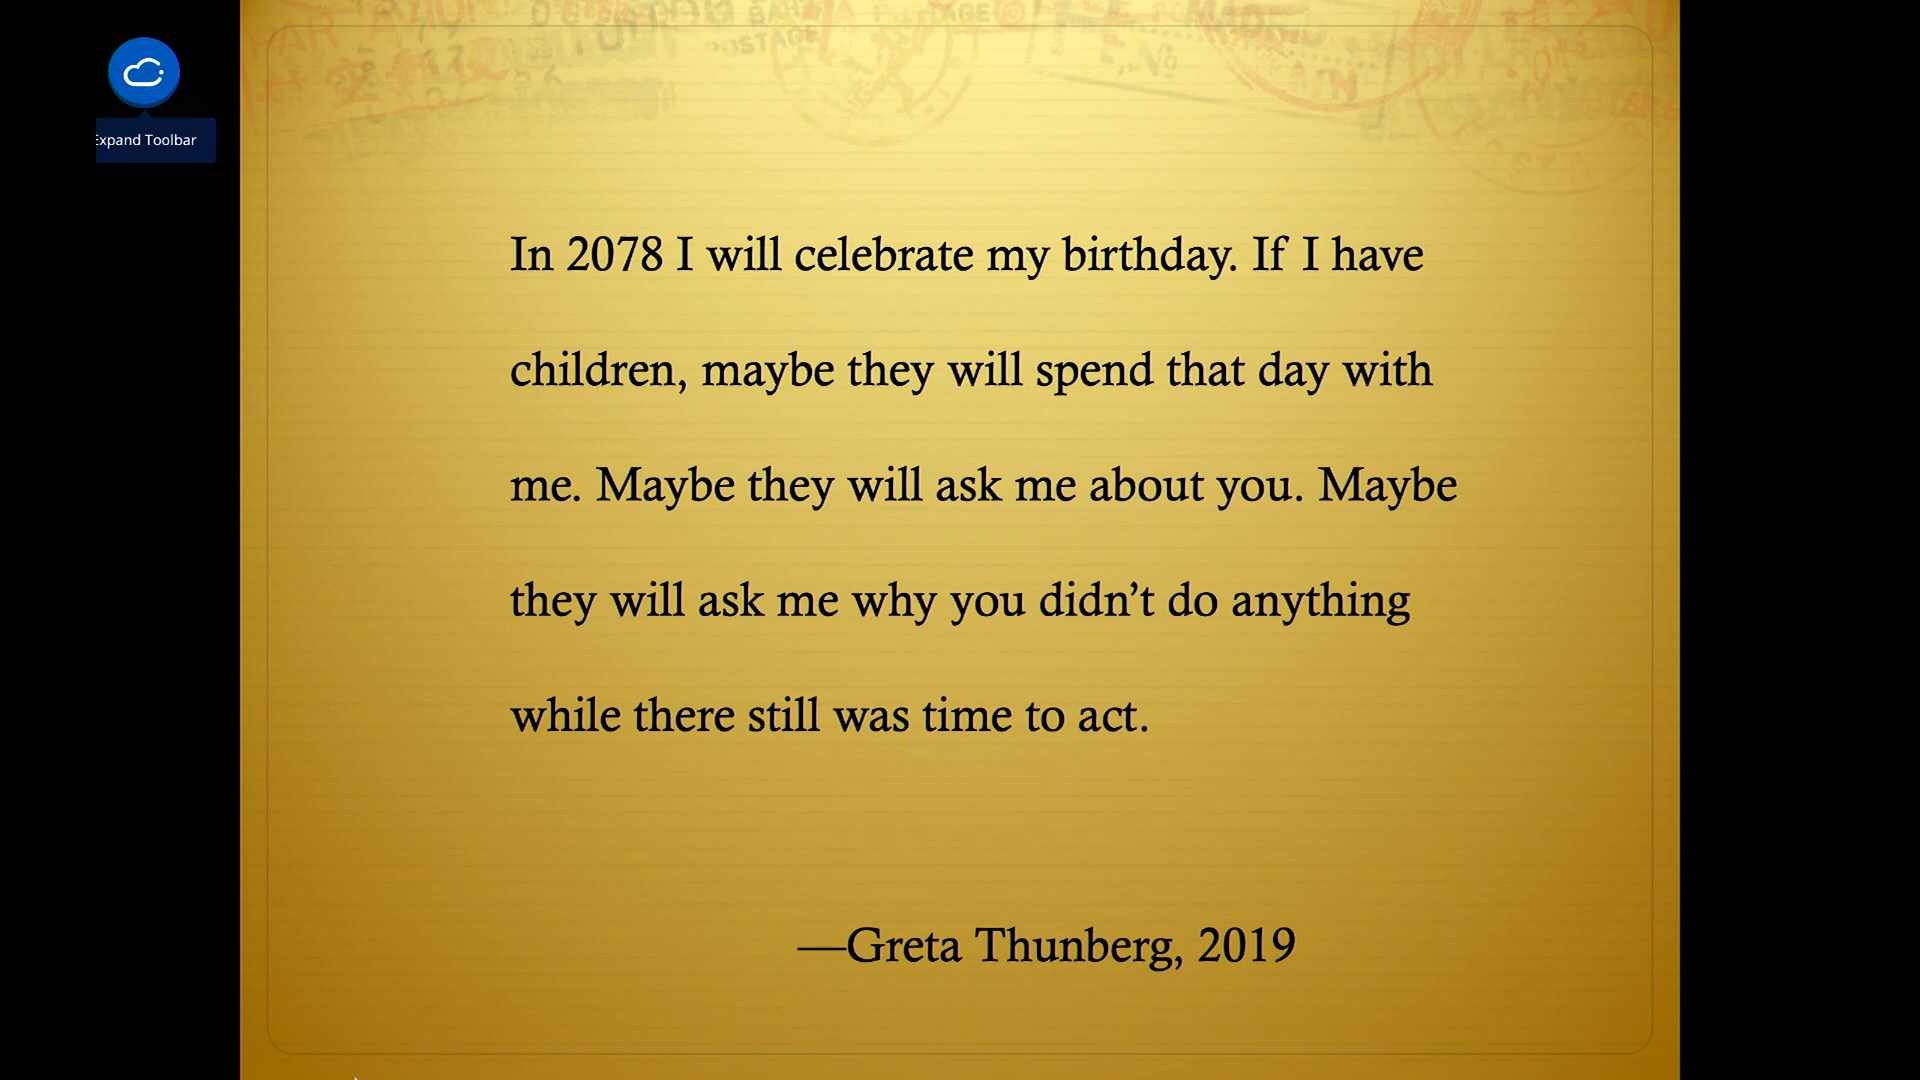 Expand Toolbar
POSTAGE
In 2078 I will celebrate my birthday. If I have
children, maybe they will spend that day with
me. Maybe they will ask me about you. Maybe
they will ask me why you didn’t do anything
while there still was time to act.
—Greta Thunberg, 2019